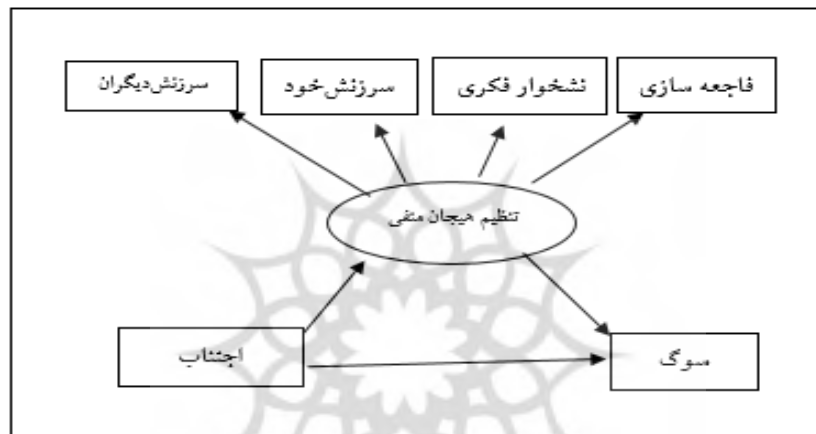 فاجعه سازی
نشخوار فکری
سرزنش‌خود
سرزنش‌دیگران
تنظیم هیجان منفی
اجتناب
سوگ